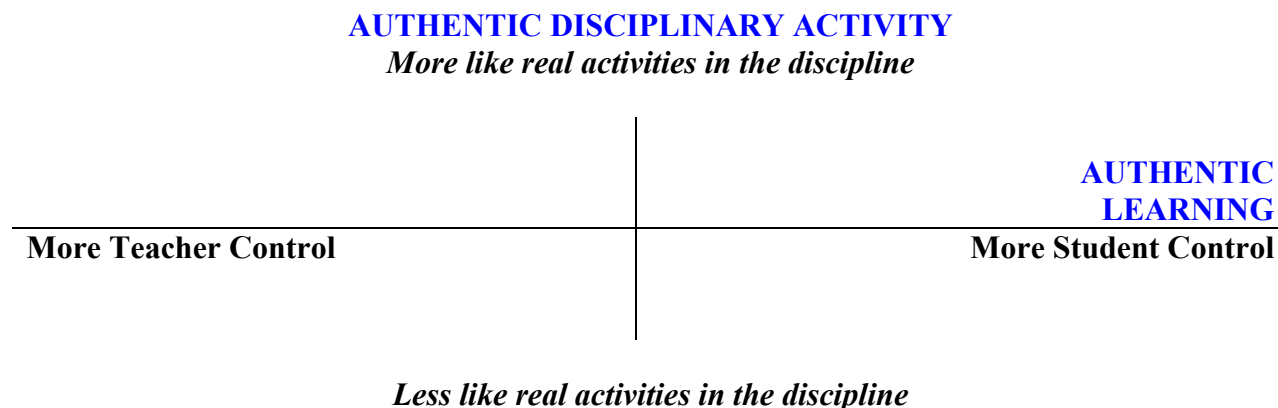 AUTHENTIC DISCIPLINARY ACTIVITY
More like real activities in the discipline
AUTHENTIC
LEARNING
More Teacher Control
More Student Control
Less like real activities in the discipline